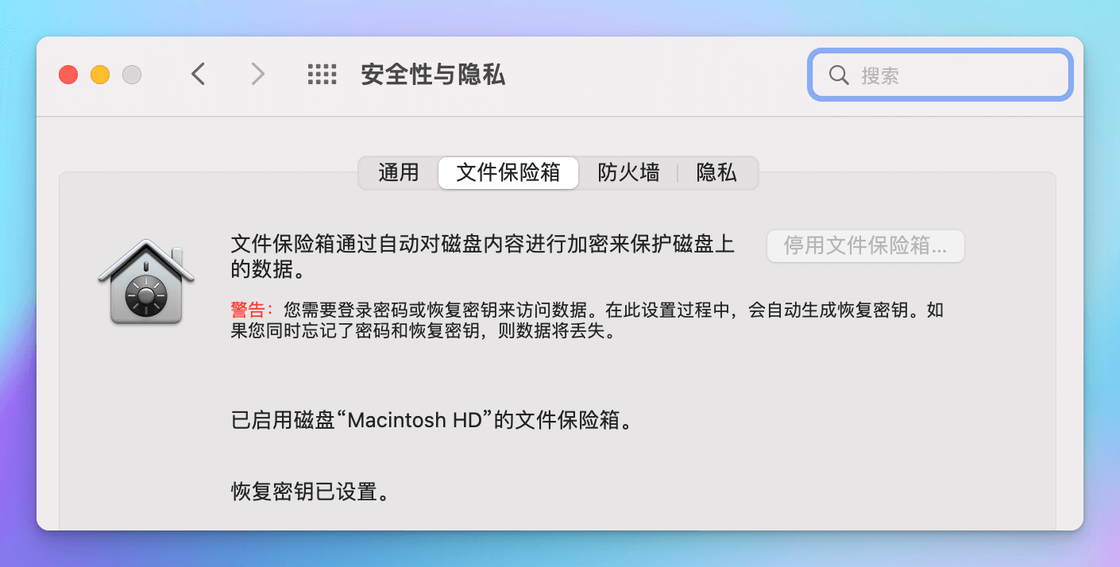 安全性与隐私
搜索
通用 文件保险箱 防火墙 隐私
文件保险箱通过自动对磁盘内容进行加密来保护磁盘上
的数据。
停用文件保险箱...
警告：您需要登录密码或恢复密钥来访问数据。在此设置过程中，会自动生成恢复密钥。如
果您同时忘记了密码和恢复密钥，则数据将丢失。
已启用磁盘“Macintosh HD”的文件保险箱。
恢复密钥已设置。